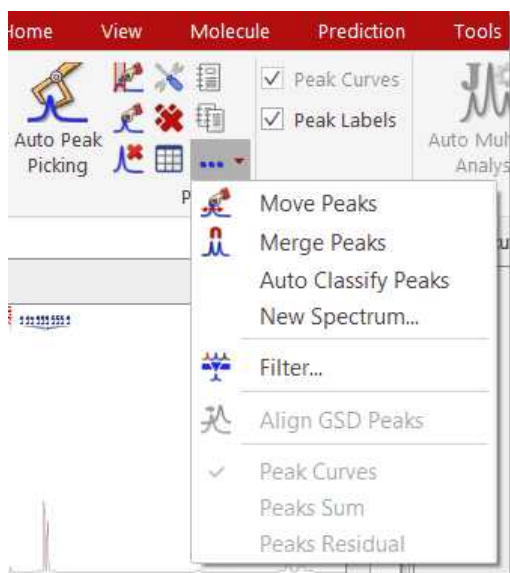 Home View Molecule Prediction Tools
Peak Curves
Peak Labels
Auto Peak
Picking
Auto
Move Peaks
Merge Peaks
Auto Classify Peaks
New Spectrum...
Filter...
Align GSD Peaks
Peak Curves
Peaks Sum
Peaks Residual